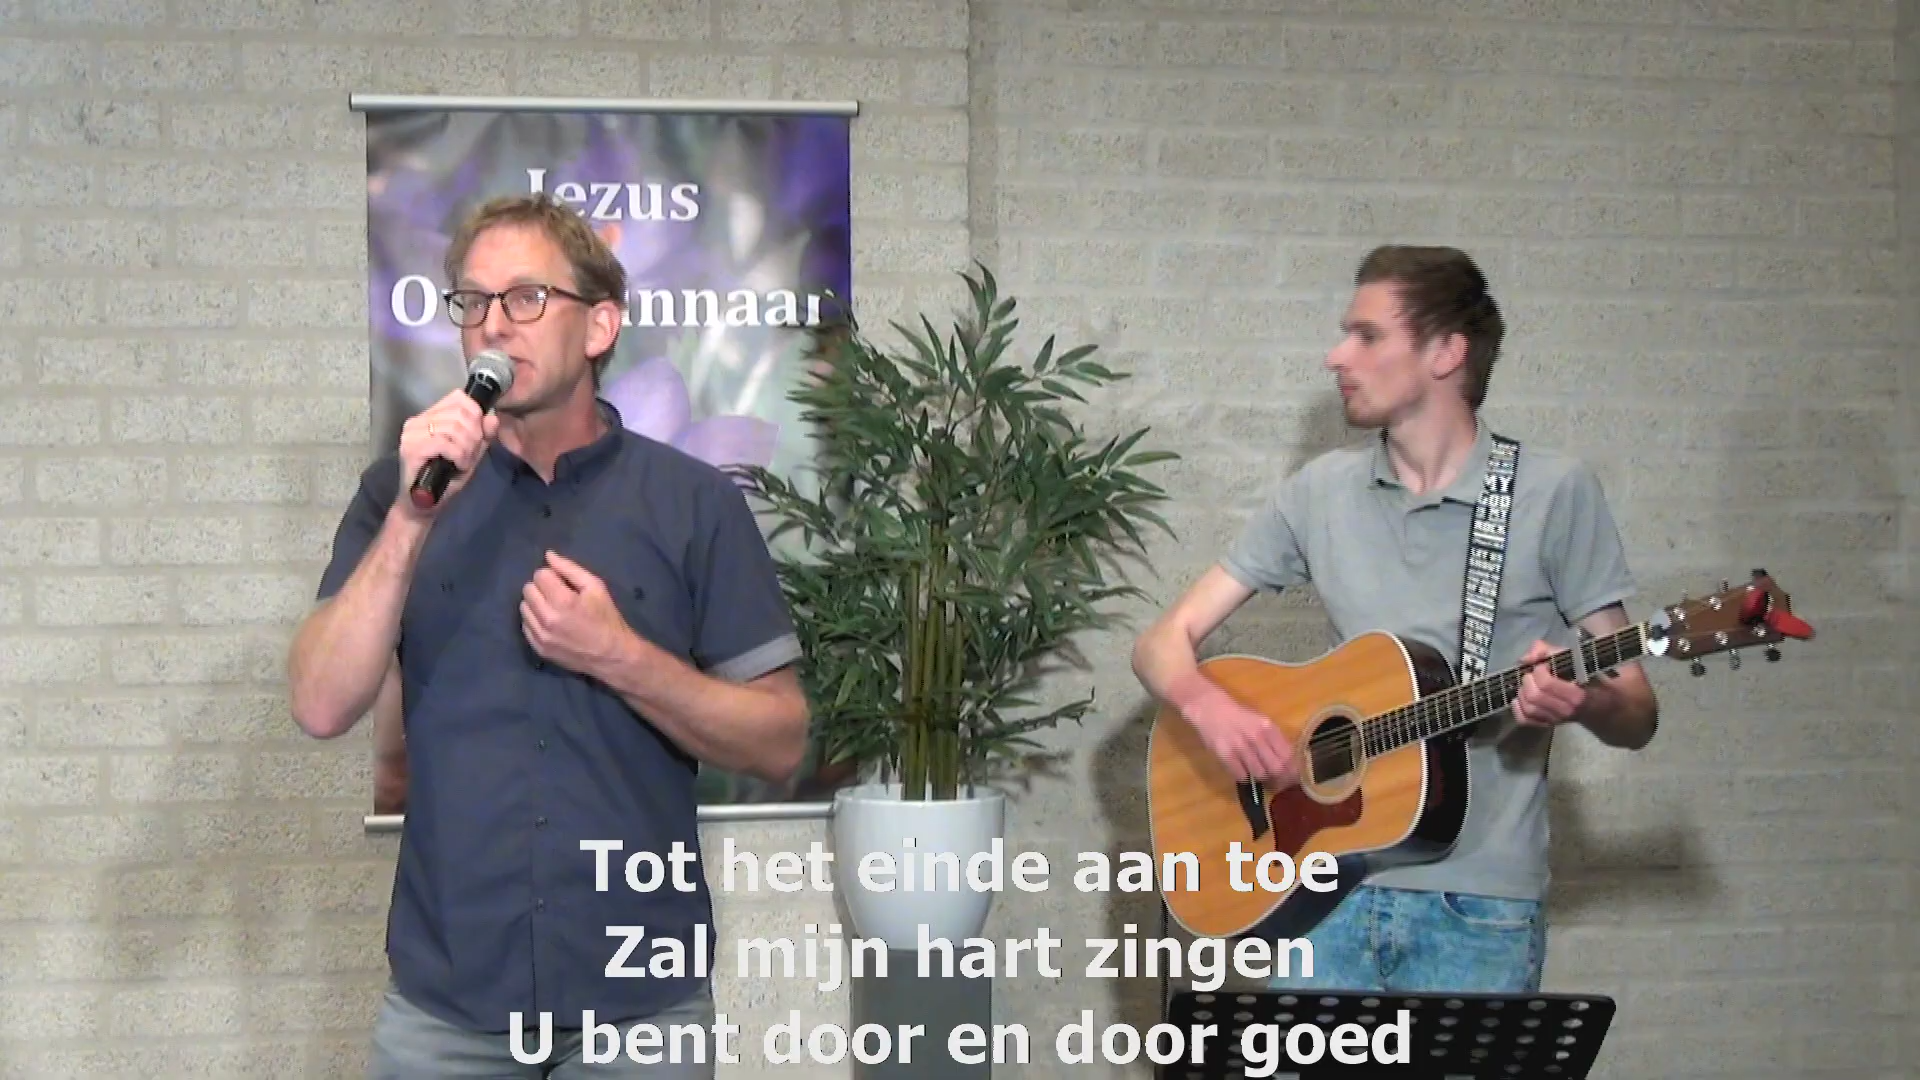 Jezus
Tot het einde aan toe
Zal mijn hart zingen
U bent door en door goed